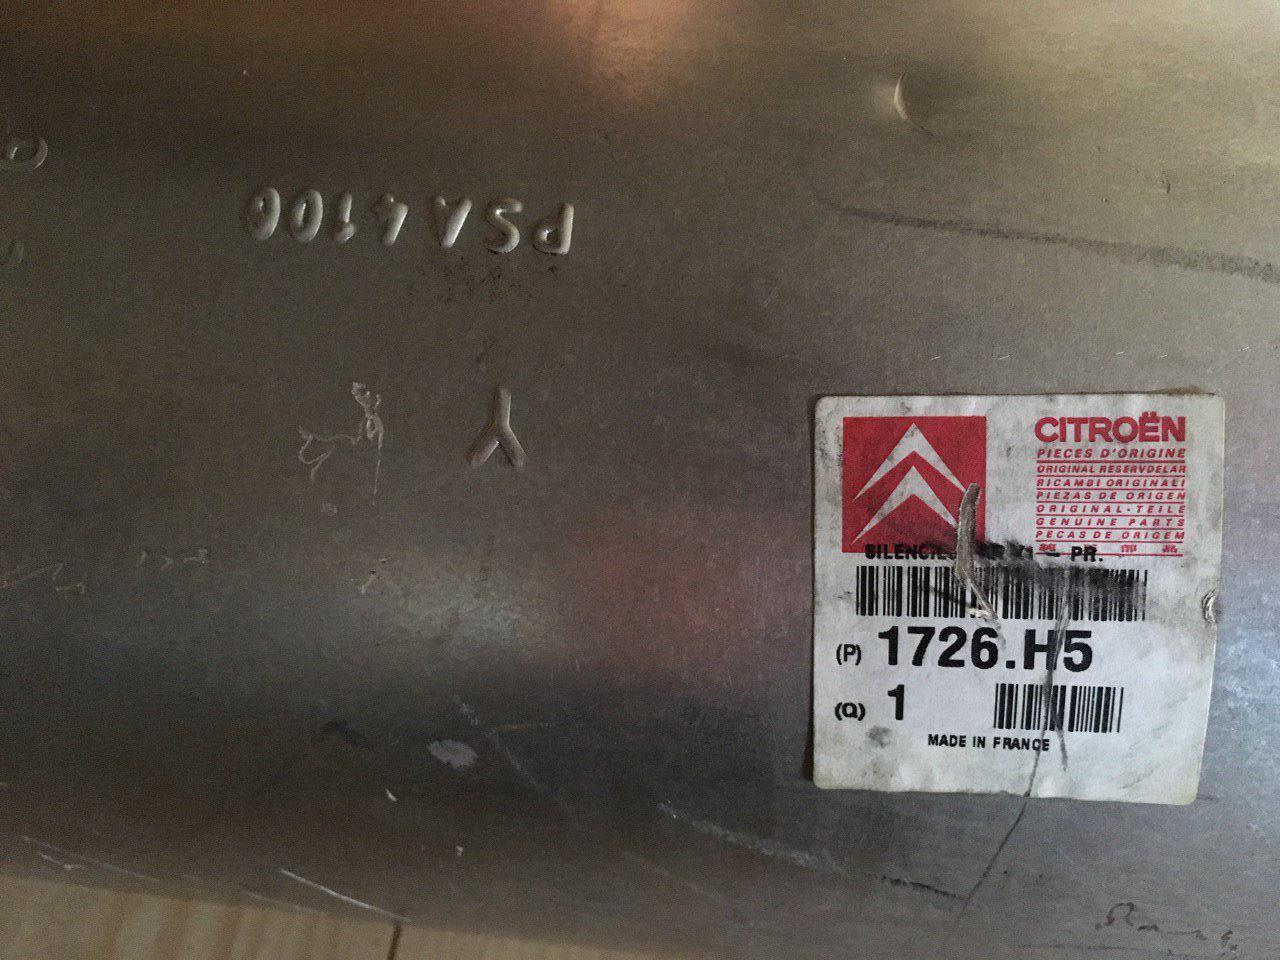 PSA4106
Y
CITROËN
PIECES D'ORIGINE
ORIGINAL RESERVDELAR
RICAMBI ORIGINALI
PIEZAS DE ORIGEN
ORIGINAL-TEILE
GENUINE PARTS
PECAS DE ORIGEM
PR.
(P) 1726.H5
(Q) 1
MADE IN FRANCE